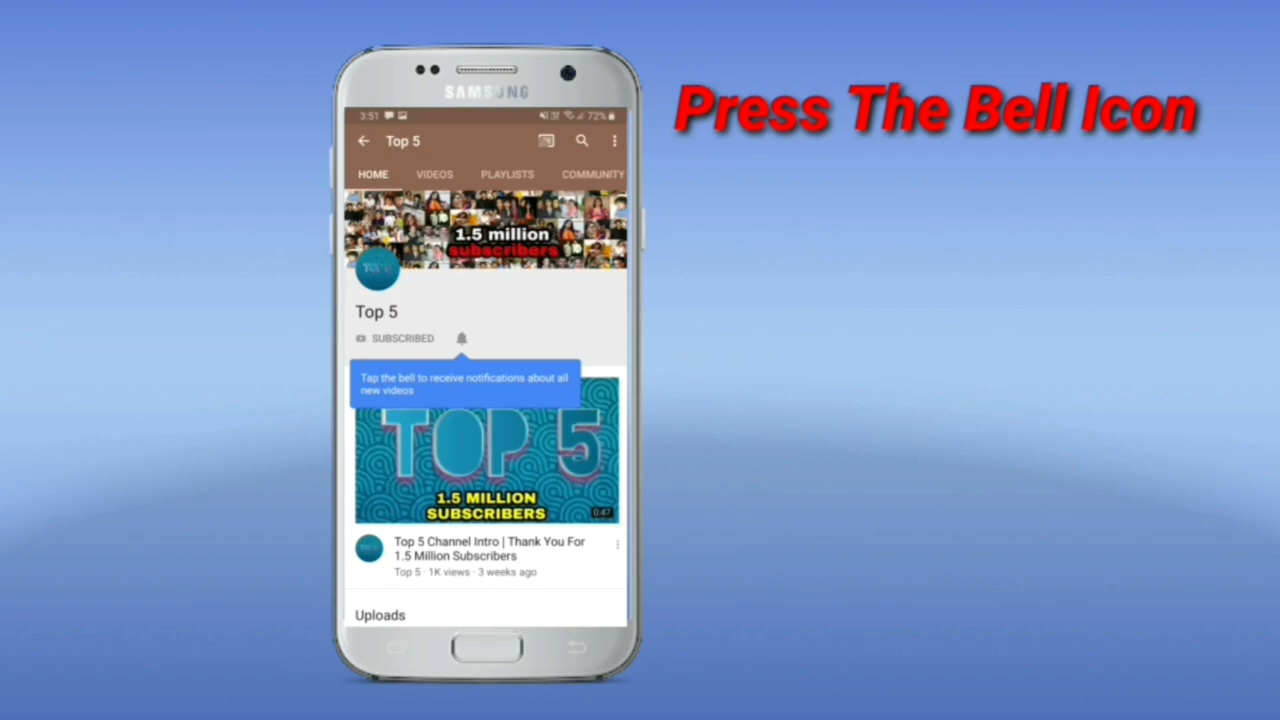 Press The Bell Icon
SAMSUNG
3:51
72%
Top 5
HOME VIDEOS PLAYLISTS COMMUNITY
1.5 million
subscribers
TOP 5
Top 5
SUBSCRIBED
Tap the bell to receive notifications about all
new videos
TOP 5
1.5 MILLION
SUBSCRIBERS
0:47
Top 5 Channel Intro | Thank You For
1.5 Million Subscribers
Top 5 · 1K views · 3 weeks ago
Uploads